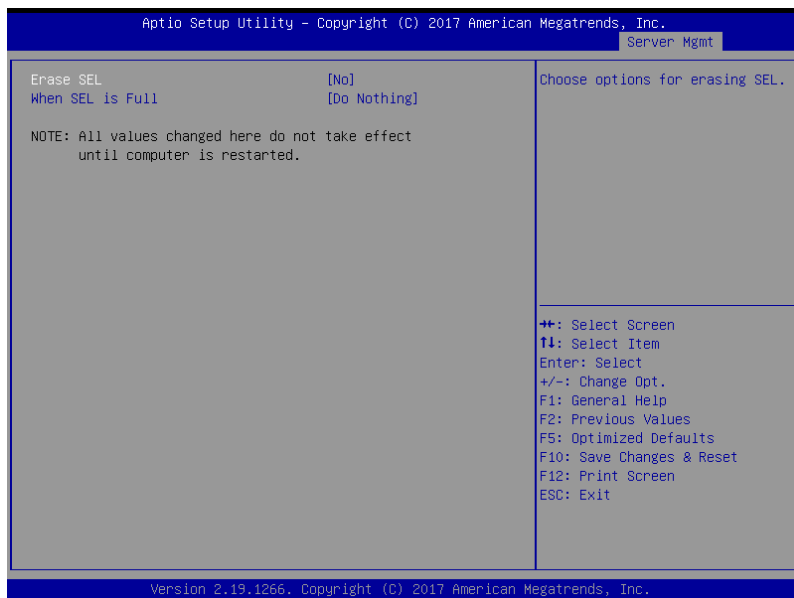 Aptio Setup Utility – Copyright (C) 2017 American Megatrends, Inc.
Server Mgmt
Erase SEL [No]
When SEL is Full [Do Nothing]
NOTE: All values changed here do not take effect
until computer is restarted.
Choose options for erasing SEL.
→←: Select Screen
↑↓: Select Item
Enter: Select
+/-: Change Opt.
F1: General Help
F2: Previous Values
F5: Optimized Defaults
F10: Save Changes & Reset
F12: Print Screen
ESC: Exit
Version 2.19.1266. Copyright (C) 2017 American Megatrends, Inc.